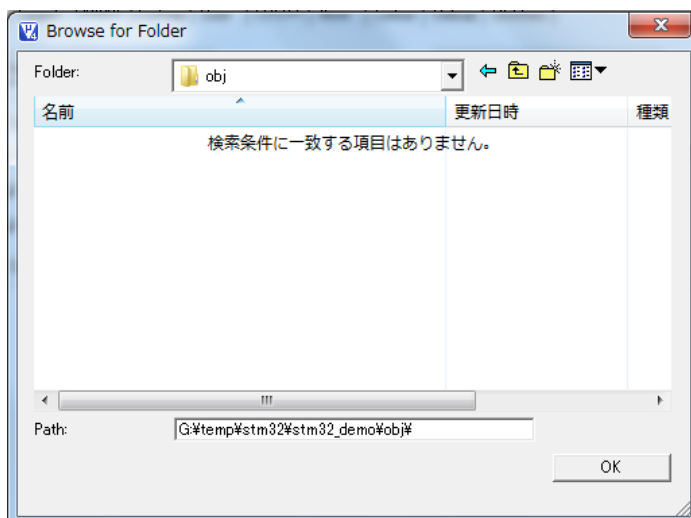 Browse for Folder
Folder:
obj
名前
更新日時
種類
検索条件に一致する項目はありません。
Path:
G:¥temp¥stm32¥stm32_demo¥obj¥
OK